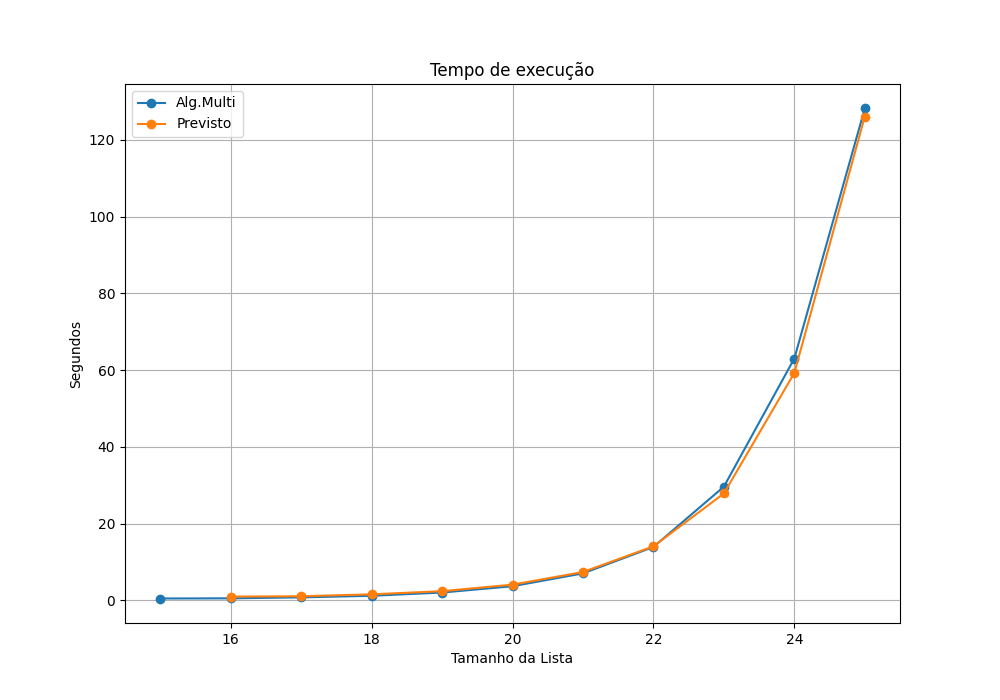 Tempo de execução
Alg.Multi
Previsto
120
100
80
60
40
20
0
Segundos
16 18 20 22 24
Tamanho da Lista